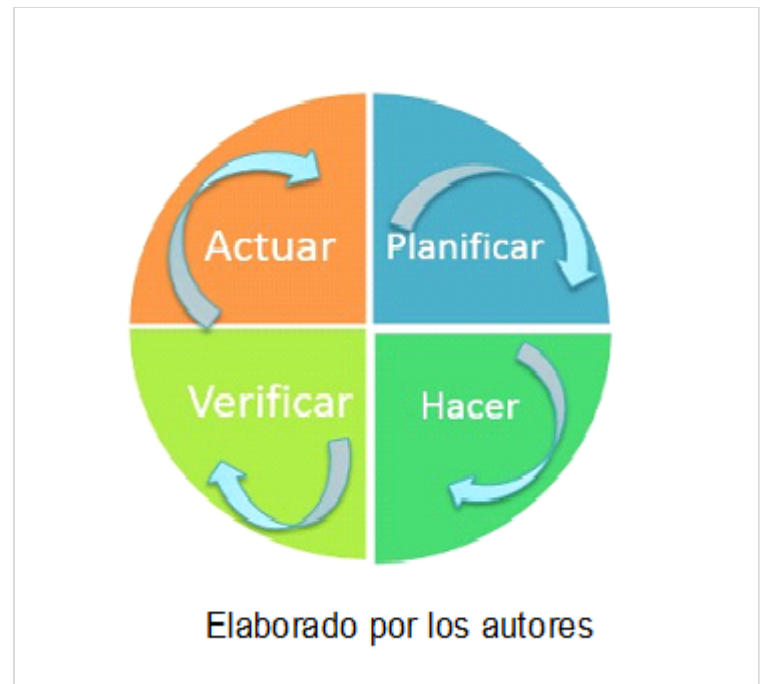 Actuar
Planificar
Verificar
Hacer
Elaborado por los autores